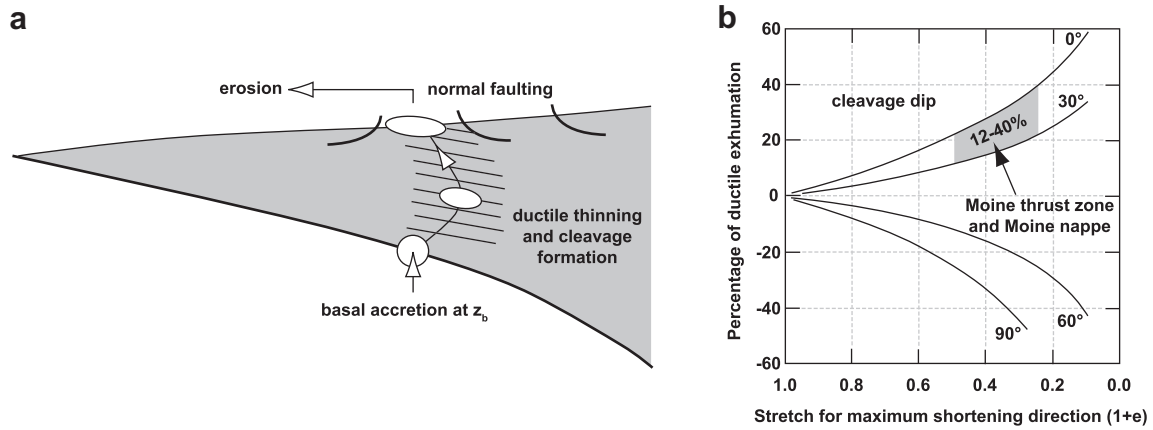 a
erosion
normal faulting
ductile thinning
and cleavage
formation
basal accretion at z_b
b
Percentage of ductile exhumation
60
40
20
0
-20
-40
-60
cleavage dip
0°
30°
12-40%
Moine thrust zone
and Moine nappe
90°
60°
1.0 0.8 0.6 0.4 0.2 0.0
Stretch for maximum shortening direction (1+e)